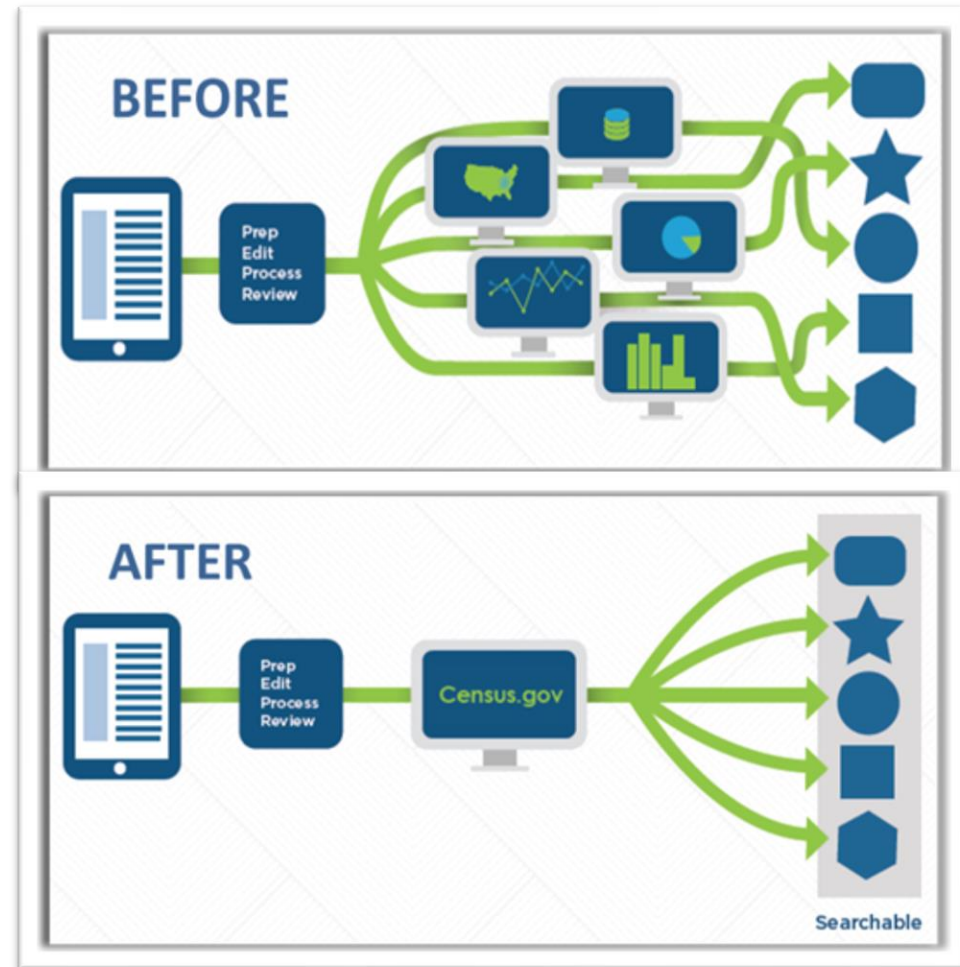 BEFORE
Prep
Edit
Process
Review
AFTER
Prep
Edit
Process
Review
Census.gov
Searchable